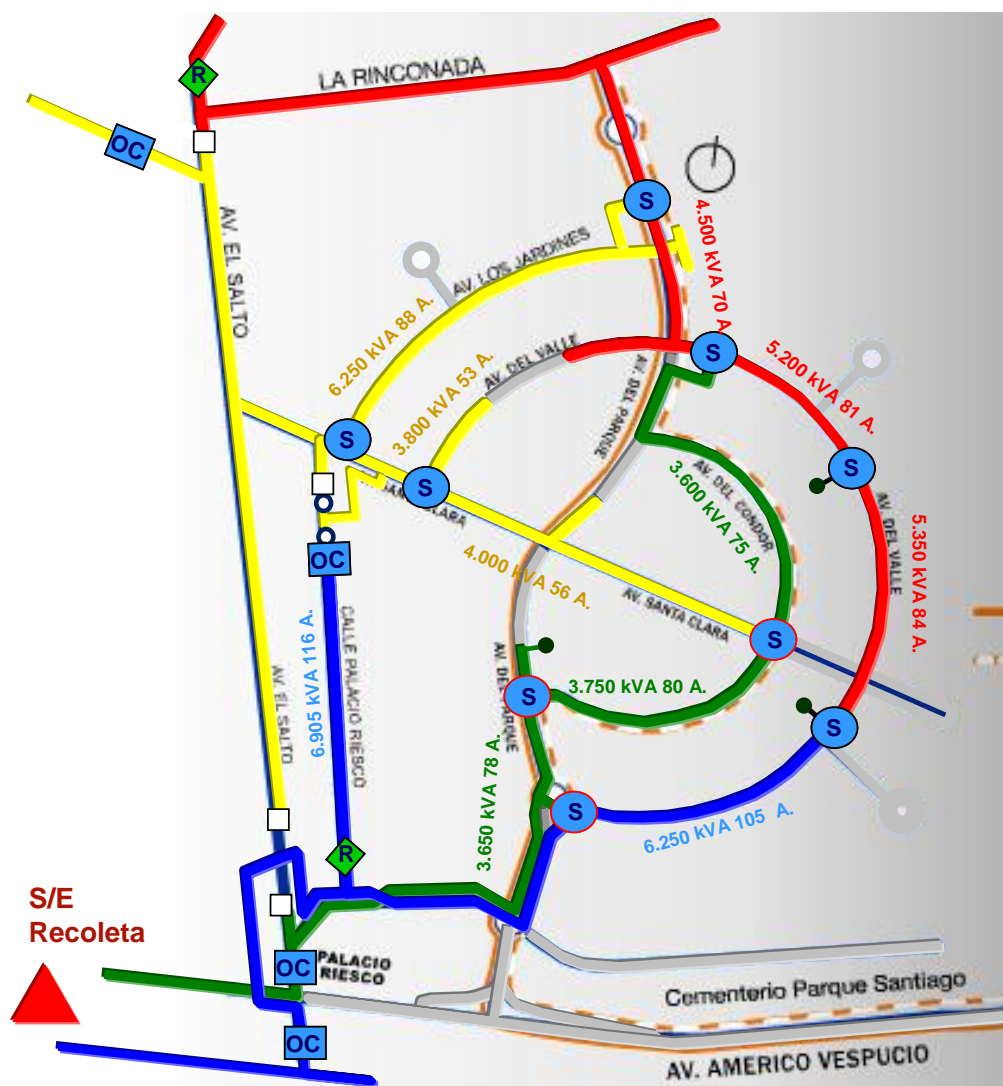 R
LA RINCONADA
OC
S
4.500 kVA 70 A.
AV. EL SALTO
AV. LOS JARDINES
6.250 kVA 88 A.
AV. DEL VALLE
3.800 kVA 53 A.
S
5.200 kVA 81 A.
AV. DEL PARQUE
S
S
S
AV. DEL CONDOR
3.600 kVA 75 A.
AV. DEL VALLE
5.350 kVA 84 A.
CLARA
4.000 kVA 56 A.
OC
AV. SANTA CLARA
S
CALLE PALACIO RIESCO
6.905 kVA 116 A.
AV. EL SALTO
AV. DEL PARQUE
S
3.750 kVA 80 A.
S
3.650 kVA 78 A.
S
6.250 kVA 105 A.
R
S/E
Recoleta
OC
PALACIO
RIESCO
Cementerio Parque Santiago
OC
AV. AMERICO VESPUCIO